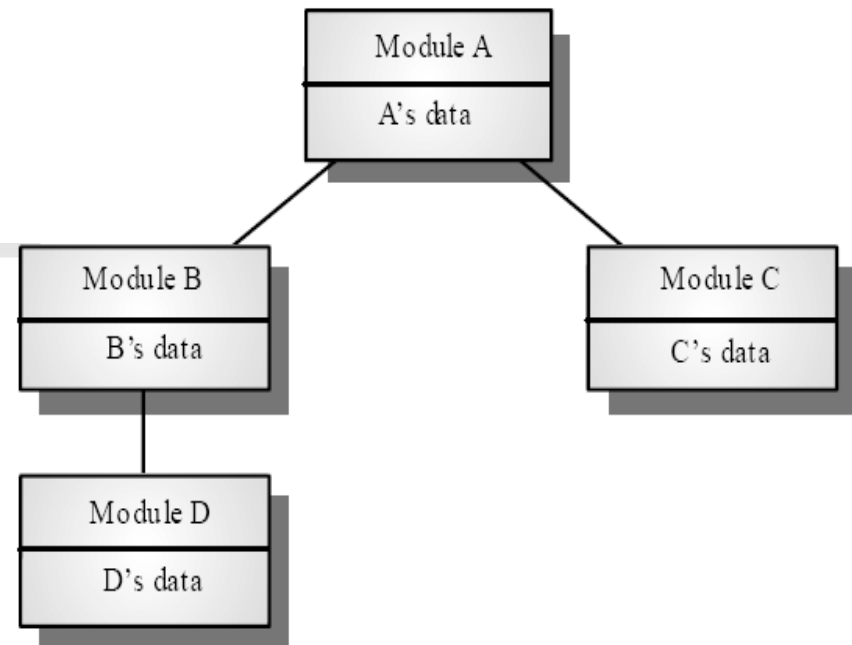 Module A
A’s data
Module B
Module C
B’s data
C’s data
Module D
D’s data